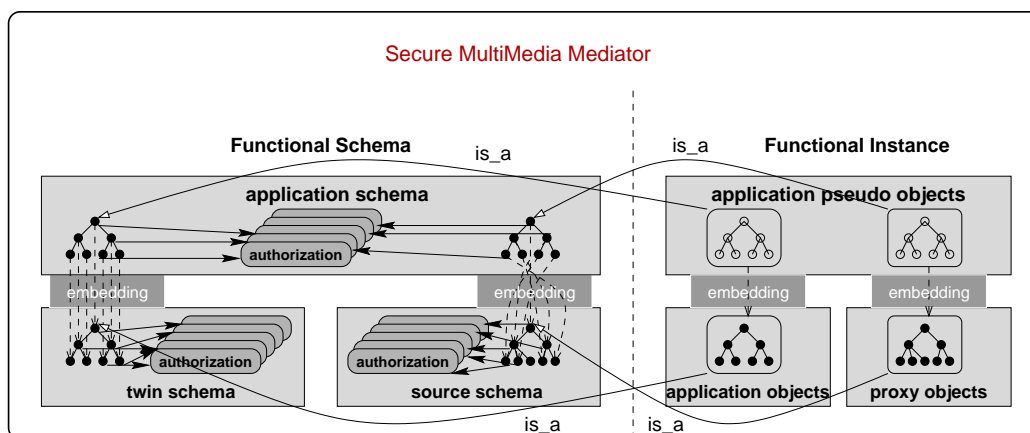 Secure MultiMedia Mediator
Functional Schema
is_a
is_a
Functional Instance
application schema
application pseudo objects
authorization
embedding
embedding
embedding
embedding
authorization
authorization
twin schema
source schema
application objects
proxy objects
is_a
is_a